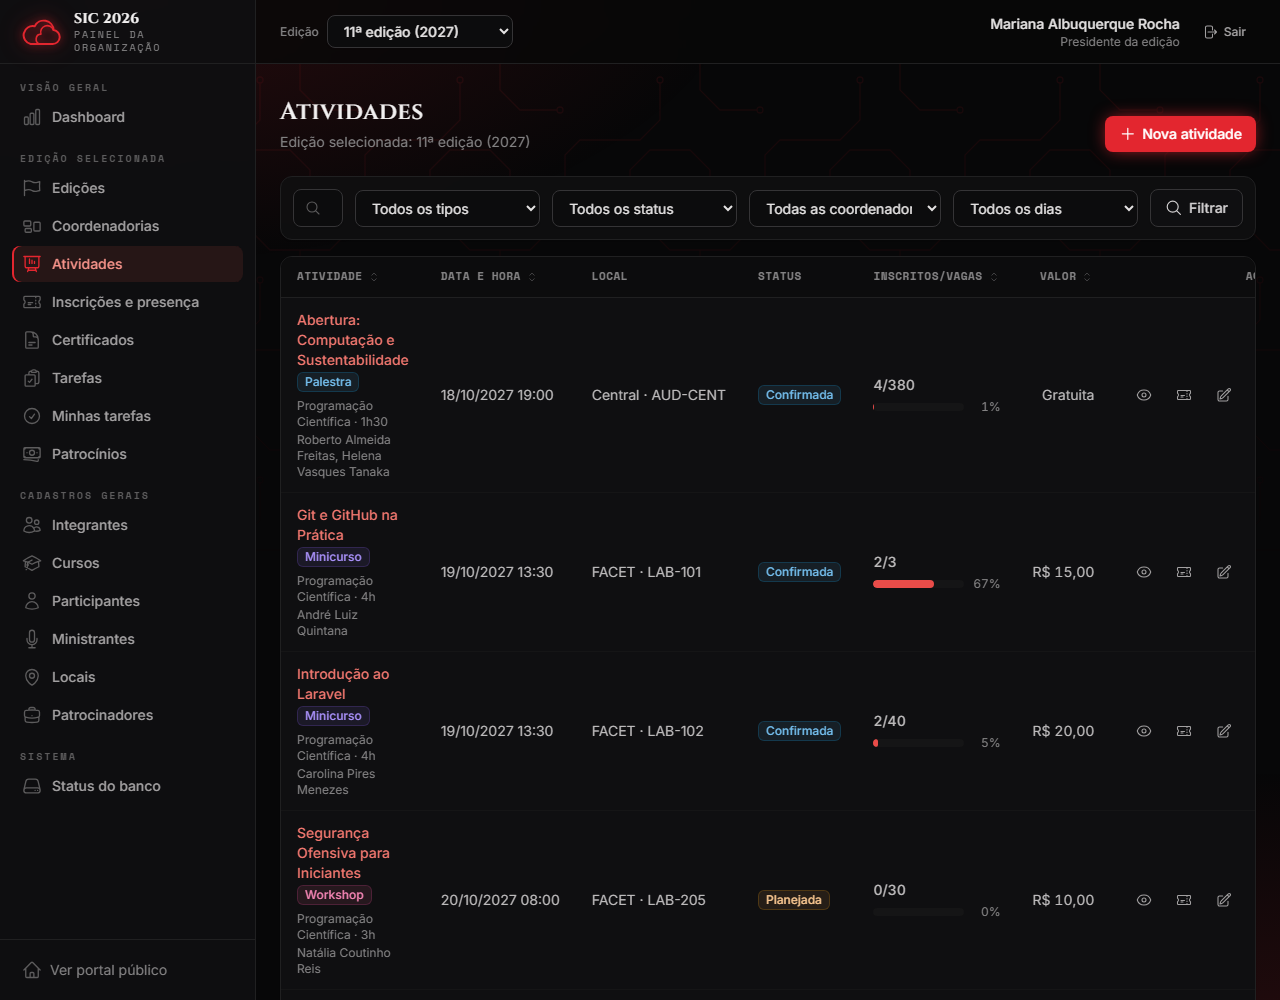 SIC 2026
PAINEL DA
ORGANIZAÇÃO
Edição
11ª edição (2027)
Mariana Albuquerque Rocha
Presidente da edição
Sair
VISÃO GERAL
Dashboard
EDIÇÃO SELECIONADA
Edições
Coordenadorias
Atividades
Inscrições e presença
Certificados
Tarefas
Minhas tarefas
Patrocínios
CADASTROS GERAIS
Integrantes
Cursos
Participantes
Ministrantes
Locais
Patrocinadores
SISTEMA
Status do banco
Ver portal público
Atividades
Edição selecionada: 11ª edição (2027)
Nova atividade
Todos os tipos
Todos os status
Todas as coordenador
Todos os dias
Filtrar
ATIVIDADE
DATA E HORA
LOCAL
STATUS
INSCRITOS/VAGAS
VALOR
Abertura:
Computação e
Sustentabilidade
Palestra
Programação
Científica · 1h30
Roberto Almeida
Freitas, Helena
Vasques Tanaka
18/10/2027 19:00
Central · AUD-CENT
Confirmada
4/380
1%
Gratuita
Git e GitHub na
Prática
Minicurso
Programação
Científica · 4h
André Luiz
Quintana
19/10/2027 13:30
FACET · LAB-101
Confirmada
2/3
67%
R$ 15,00
Introdução ao
Laravel
Minicurso
Programação
Científica · 4h
Carolina Pires
Menezes
19/10/2027 13:30
FACET · LAB-102
Confirmada
2/40
5%
R$ 20,00
Segurança
Ofensiva para
Iniciantes
Workshop
Programação
Científica · 3h
Natália Coutinho
Reis
20/10/2027 08:00
FACET · LAB-205
Planejada
0/30
0%
R$ 10,00